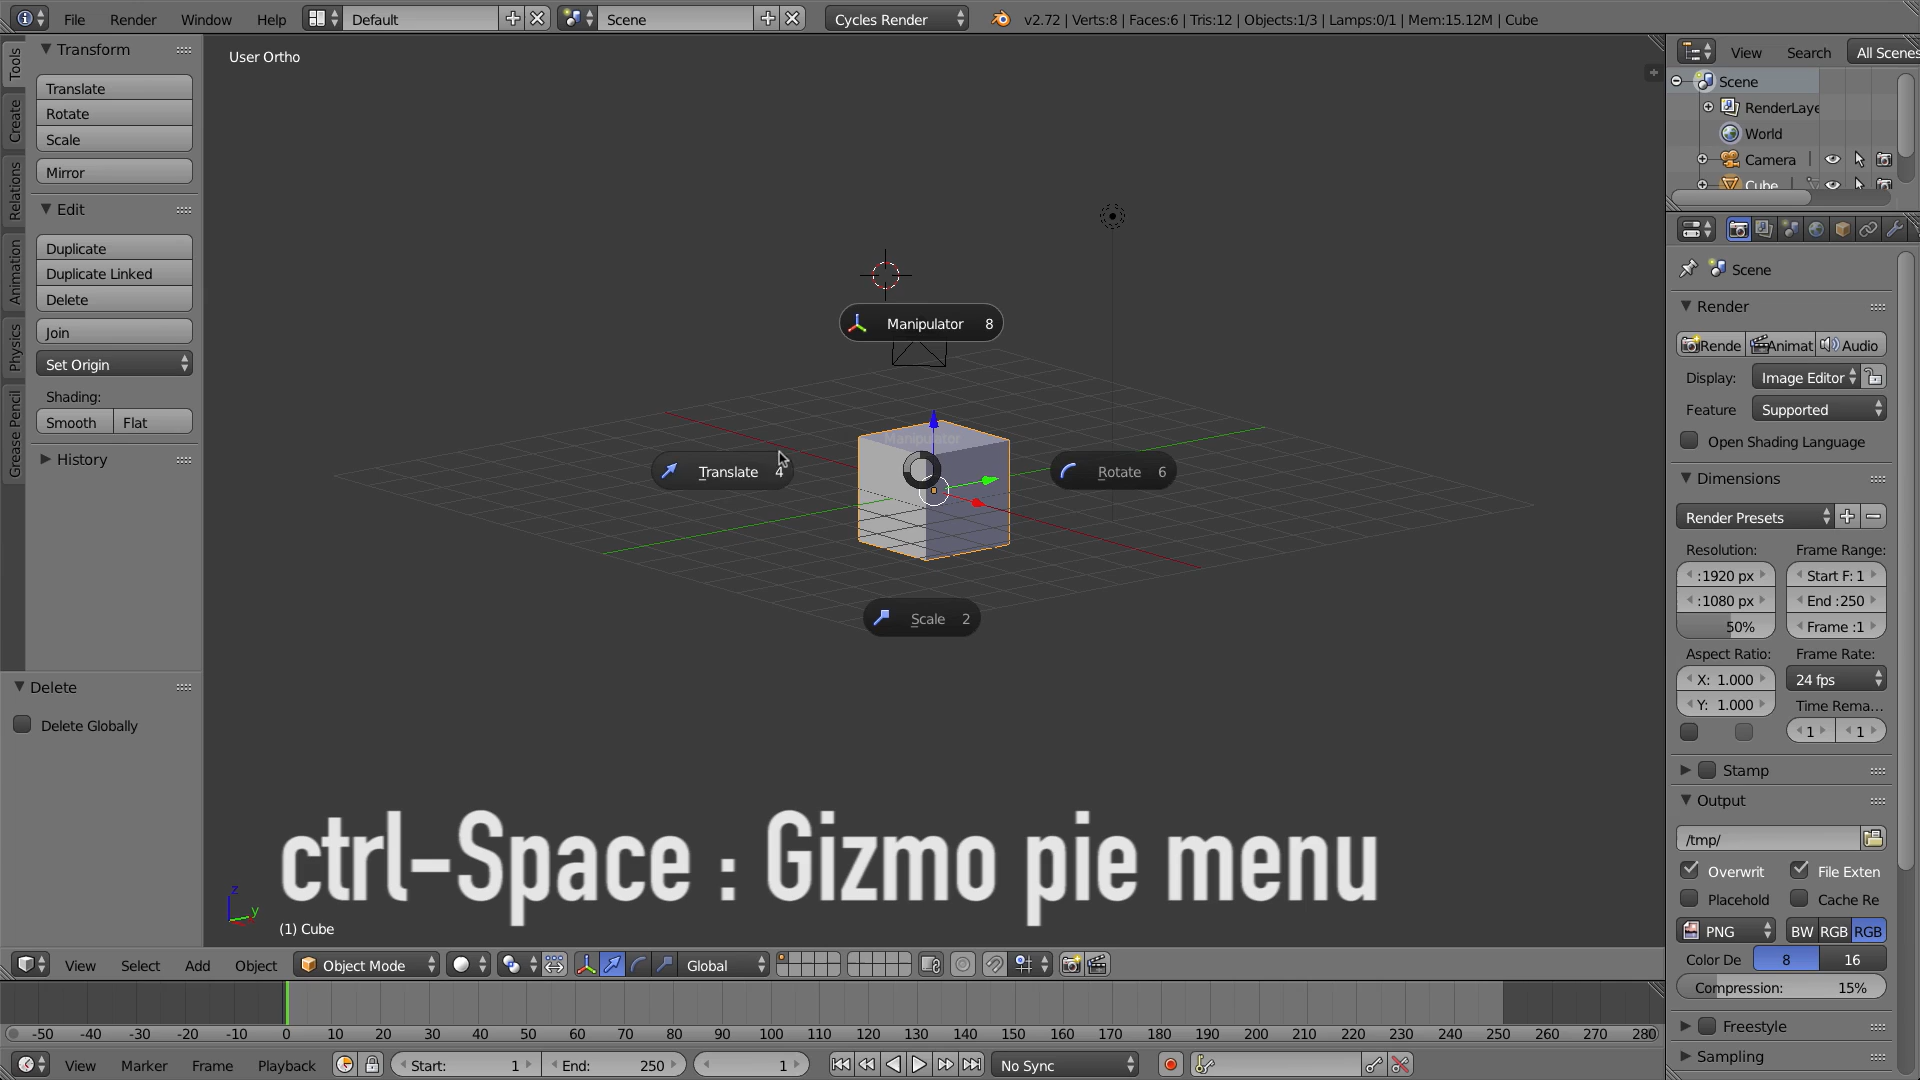 File Render Window Help Default Scene Cycles Render v2.72 | Verts:8 | Faces:6 | Tris:12 | Objects:1/3 | Lamps:0/1 | Mem:15.12M | Cube
Tools
Create
Relations
Animation
Physics
Grease Pencil
Transform
Translate
Rotate
Scale
Mirror
Edit
Duplicate
Duplicate Linked
Delete
Join
Set Origin
Shading:
Smooth Flat
History
Delete
Delete Globally
User Ortho
Manipulator 8
Manipulator
Translate 4
Rotate 6
Scale 2
ctrl-Space : Gizmo pie menu
z
y
(1) Cube
View Search All Scenes
Scene
RenderLaye
World
Camera
Cube
Scene
Render
Rende Animat Audio
Display: Image Editor
Feature Supported
Open Shading Language
Dimensions
Render Presets
Resolution: Frame Range:
:1920 px Start F: 1
:1080 px End :250
50% Frame :1
Aspect Ratio: Frame Rate:
X: 1.000 24 fps
Y: 1.000 Time Rema...
1 1
Stamp
Output
/tmp/
Overwrit File Exten
Placehold Cache Re
PNG BW RGB RGB
Color De 8 16
Compression: 15%
Freestyle
Sampling
View Select Add Object Object Mode Global
-50 -40 -30 -20 -10 0 10 20 30 40 50 60 70 80 90 100 110 120 130 140 150 160 170 180 190 200 210 220 230 240 250 260 270 280
View Marker Frame Playback Start: 1 End: 250 1 No Sync